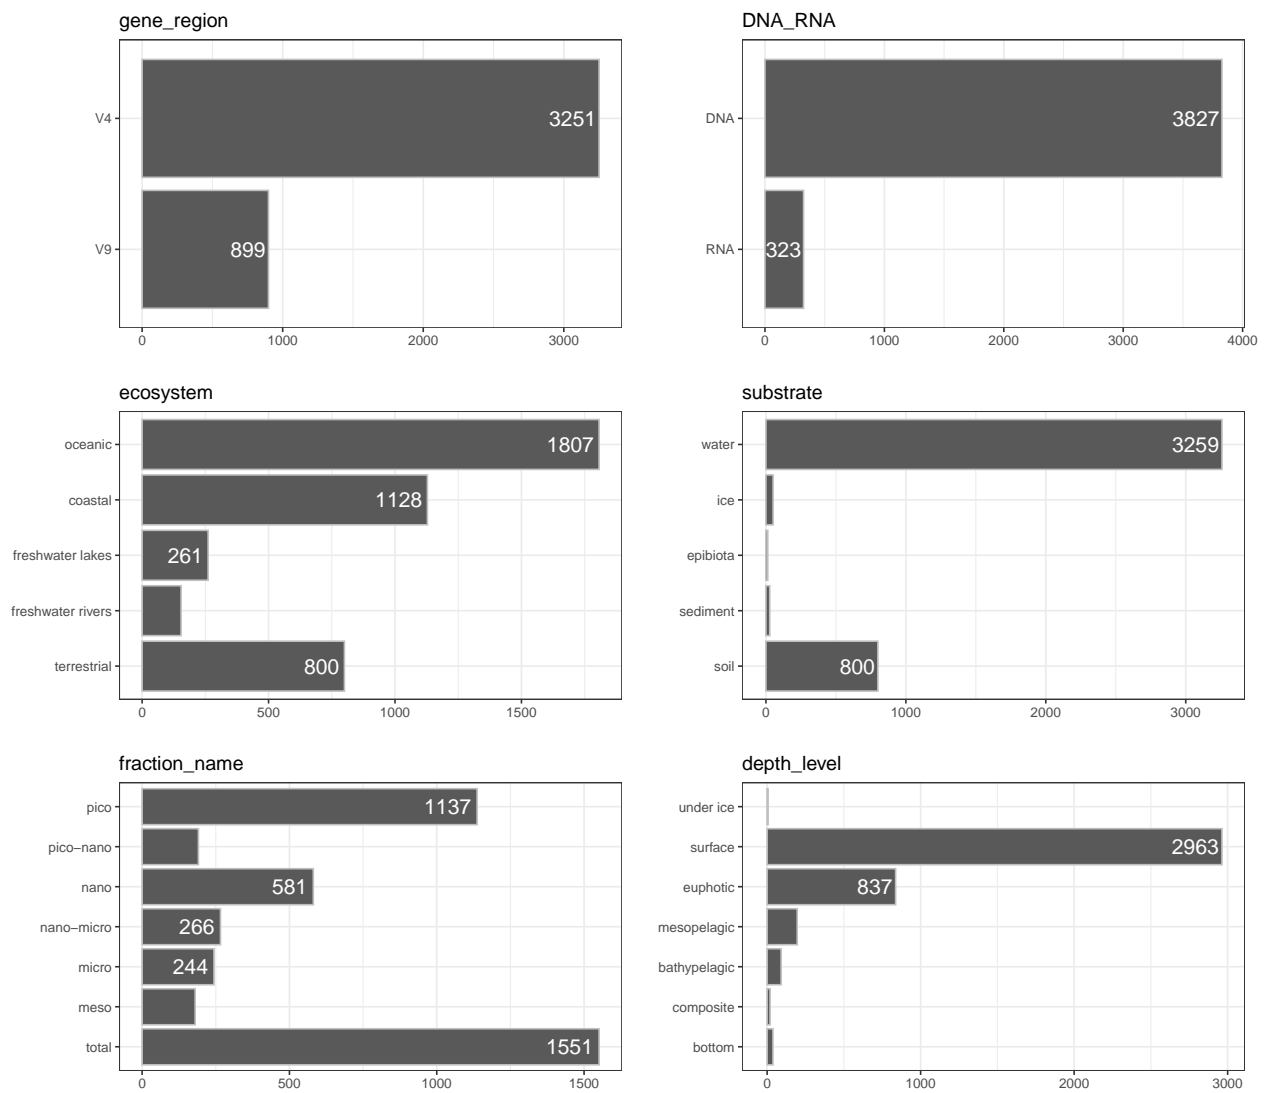 gene_region
V4
3251
V9
899
0 1000 2000 3000
DNA_RNA
DNA
3827
RNA
323
0 1000 2000 3000 4000
ecosystem
oceanic
1807
coastal
1128
freshwater lakes
261
freshwater rivers
terrestrial
800
0 500 1000 1500
substrate
water
3259
ice
epibiota
sediment
soil
800
0 1000 2000 3000
fraction_name
pico
1137
pico−nano
nano
581
nano−micro
266
micro
244
meso
total
1551
0 500 1000 1500
depth_level
under ice
surface
2963
euphotic
837
mesopelagic
bathypelagic
composite
bottom
0 1000 2000 3000